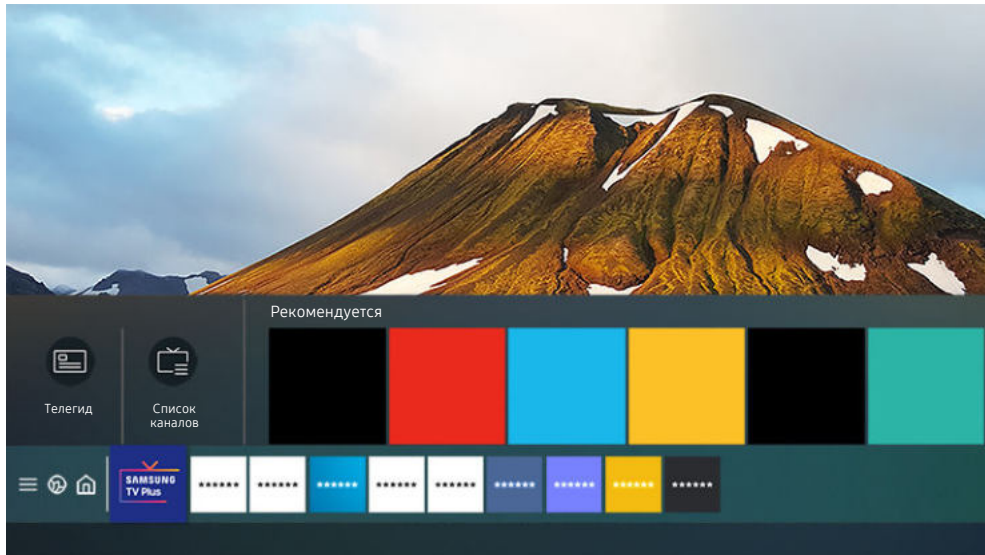 Рекомендуется
Телегид
Список
каналов
SAMSUNG
TV Plus
****** ****** ****** ****** ****** ****** ****** ****** ******